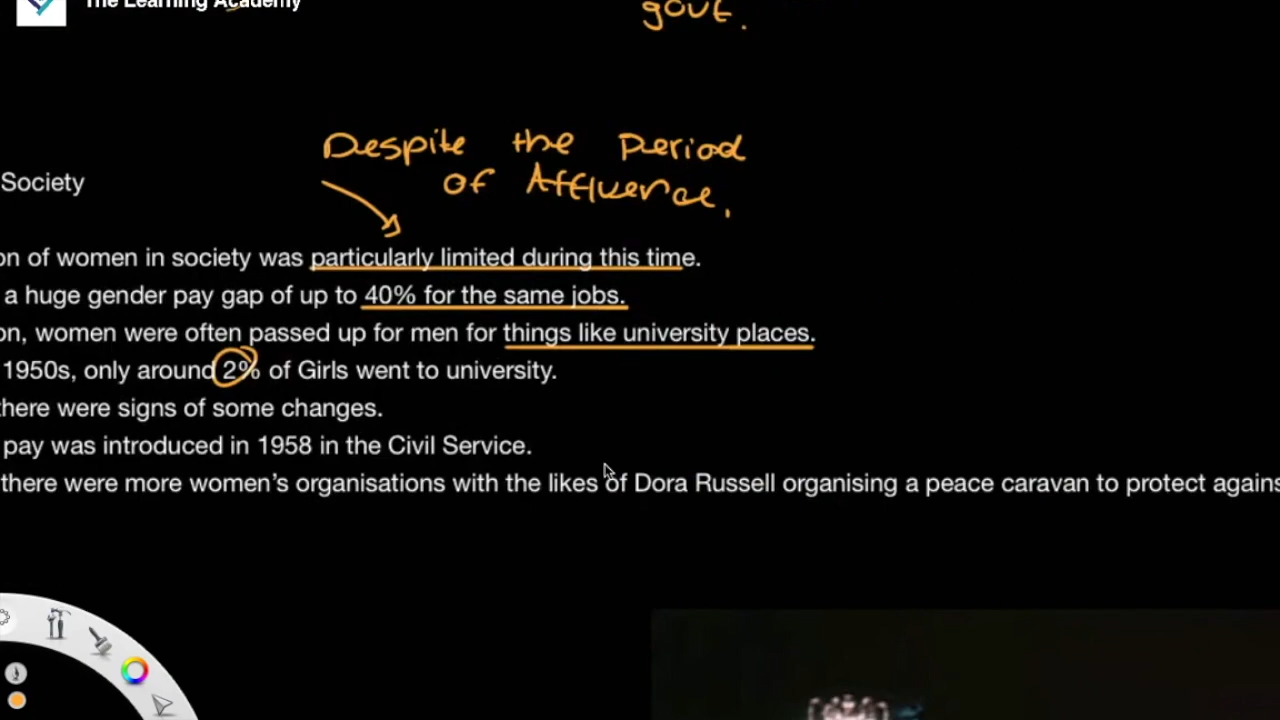 The Learning Academy
govt.
Despite the Period
of Affluence.
Society
on of women in society was particularly limited during this time.
a huge gender pay gap of up to 40% for the same jobs.
on, women were often passed up for men for things like university places.
1950s, only around 2% of Girls went to university.
there were signs of some changes.
pay was introduced in 1958 in the Civil Service.
there were more women's organisations with the likes of Dora Russell organising a peace caravan to protect agains